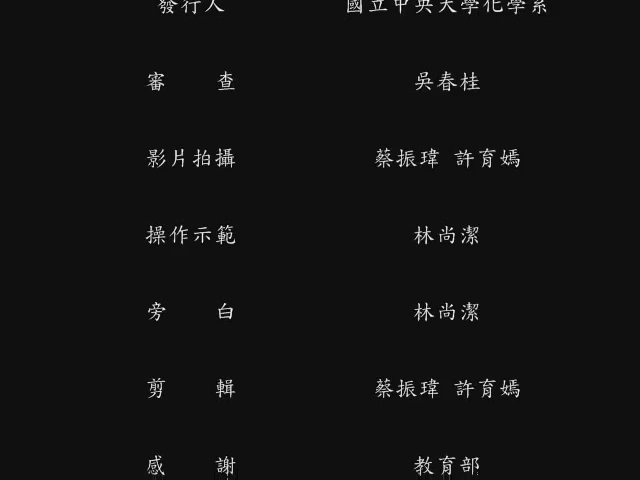 發行人 國立中央大學化學系
審 查 吳春桂
影片拍攝 蔡振瑋 許育嫣
操作示範 林尚潔
旁 白 林尚潔
剪 輯 蔡振瑋 許育嫣
感 謝 教育部